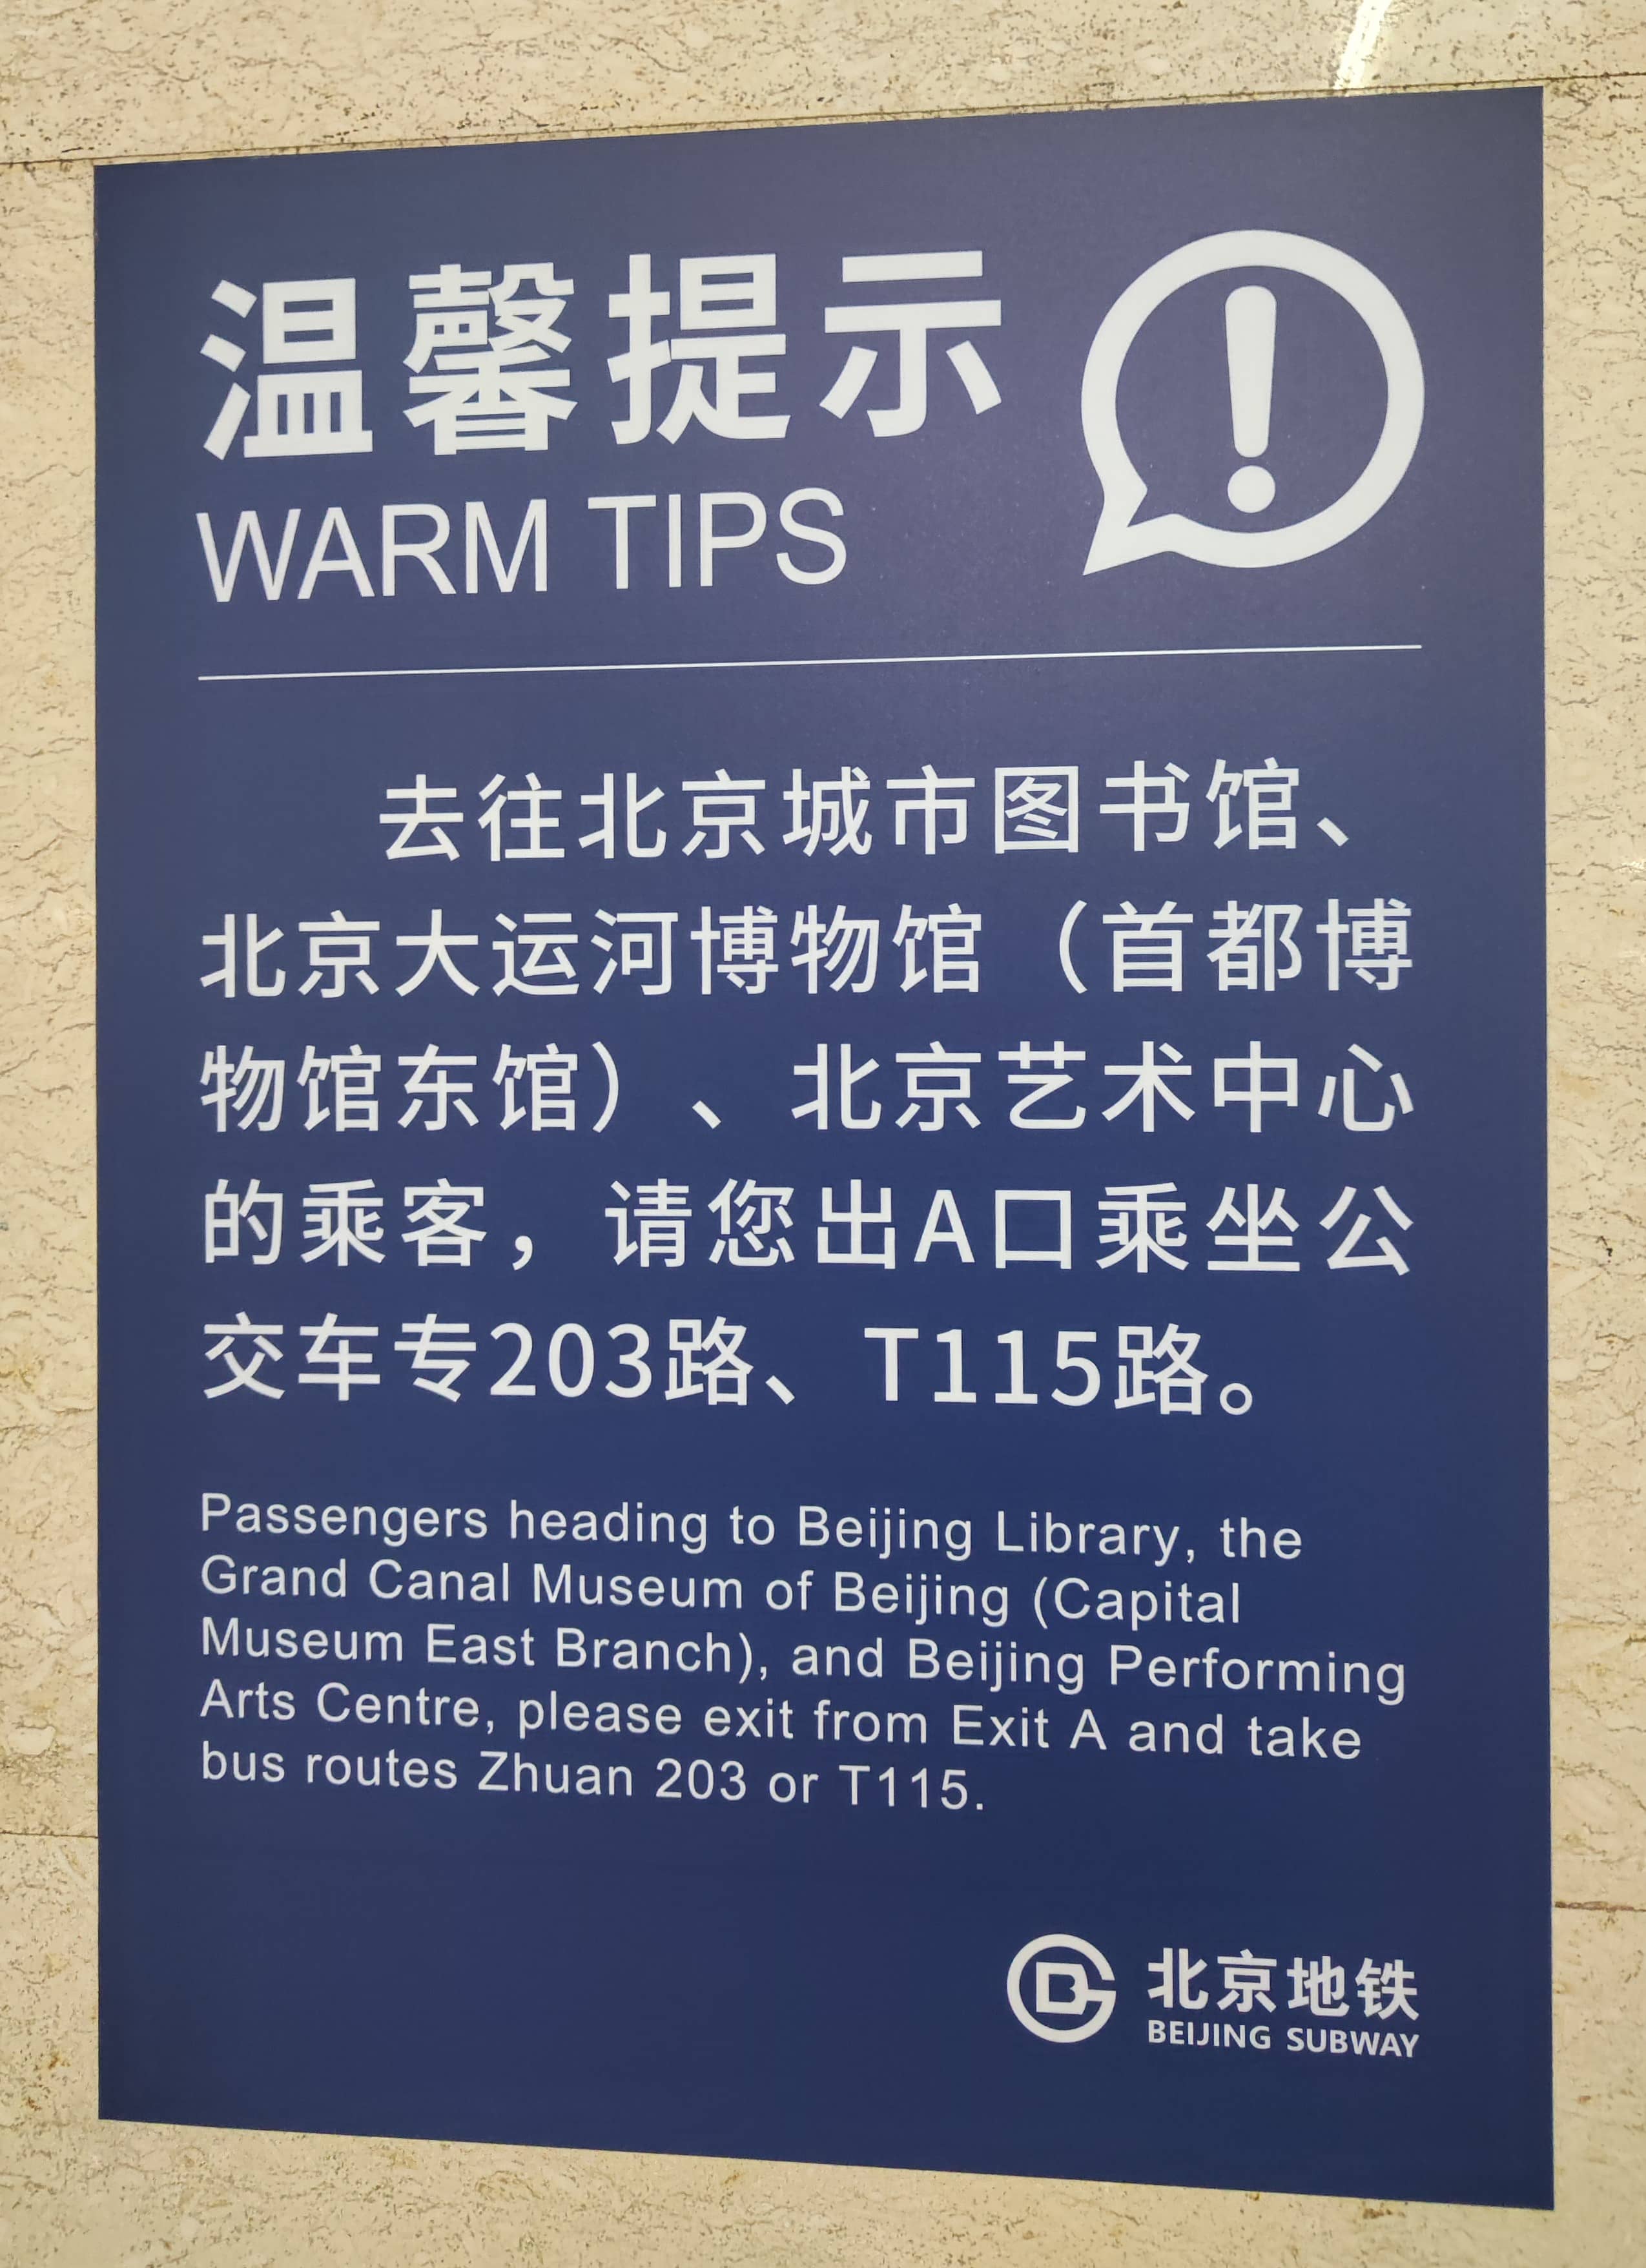 温馨提示
WARM TIPS
去往北京城市图书馆、
北京大运河博物馆（首都博
物馆东馆）、北京艺术中心
的乘客，请您出A口乘坐公
交车专203路、T115路。
Passengers heading to Beijing Library, the
Grand Canal Museum of Beijing (Capital
Museum East Branch), and Beijing Performing
Arts Centre, please exit from Exit A and take
bus routes Zhuan 203 or T115.
北京地铁
BEIJING SUBWAY